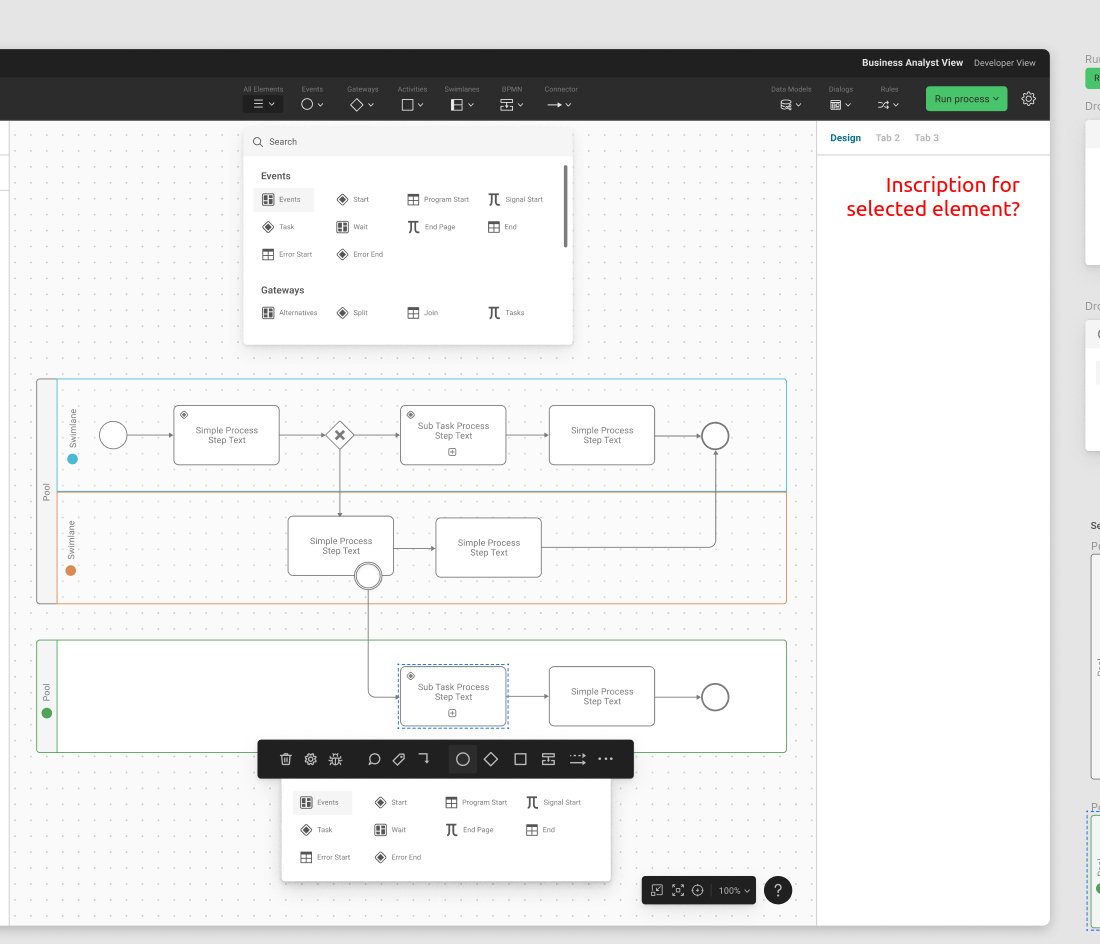 Business Analyst View Developer View
All Elements Events Gateways Activities Swimlanes BPMN Connector Data Models Dialogs Rules
Run process
Search
Design Tab 2 Tab 3
Inscription for
selected element?
Events
Events Start Program Start Signal Start
Task Wait End Page End
Error Start Error End
Gateways
Alternatives Split Join Tasks
Pool
Swimlane
Simple Process
Step Text
Sub Task Process
Step Text
Simple Process
Step Text
Swimlane
Simple Process
Step Text
Simple Process
Step Text
Pool
Sub Task Process
Step Text
Simple Process
Step Text
Events Start Program Start Signal Start
Task Wait End Page End
Error Start Error End
100%
?